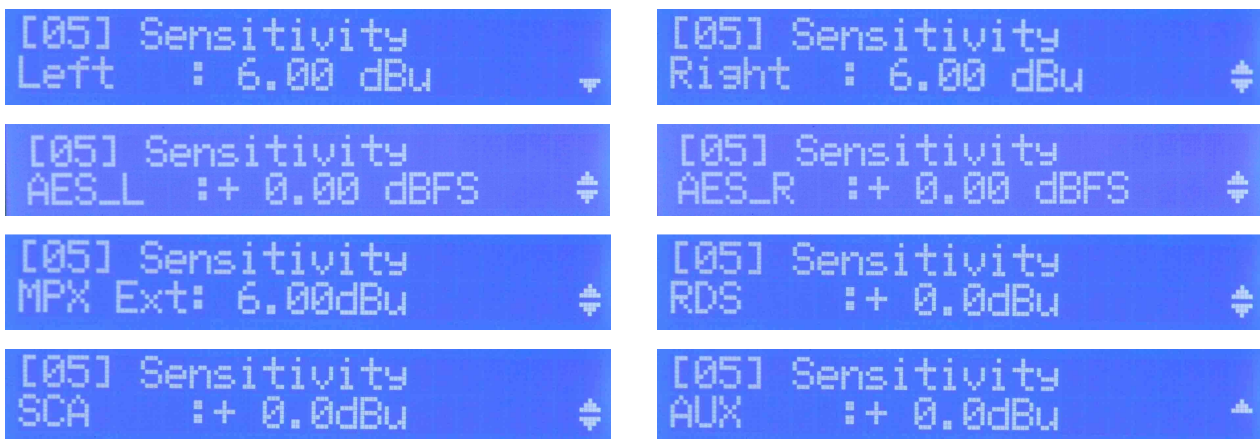 [05] Sensitivity
Left : 6.00 dBu
[05] Sensitivity
Right : 6.00 dBu
[05] Sensitivity
AES_L :+ 0.00 dBFS
[05] Sensitivity
AES_R :+ 0.00 dBFS
[05] Sensitivity
MPX Ext: 6.00dBu
[05] Sensitivity
RDS :+ 0.0dBu
[05] Sensitivity
SCA :+ 0.0dBu
[05] Sensitivity
AUX :+ 0.0dBu